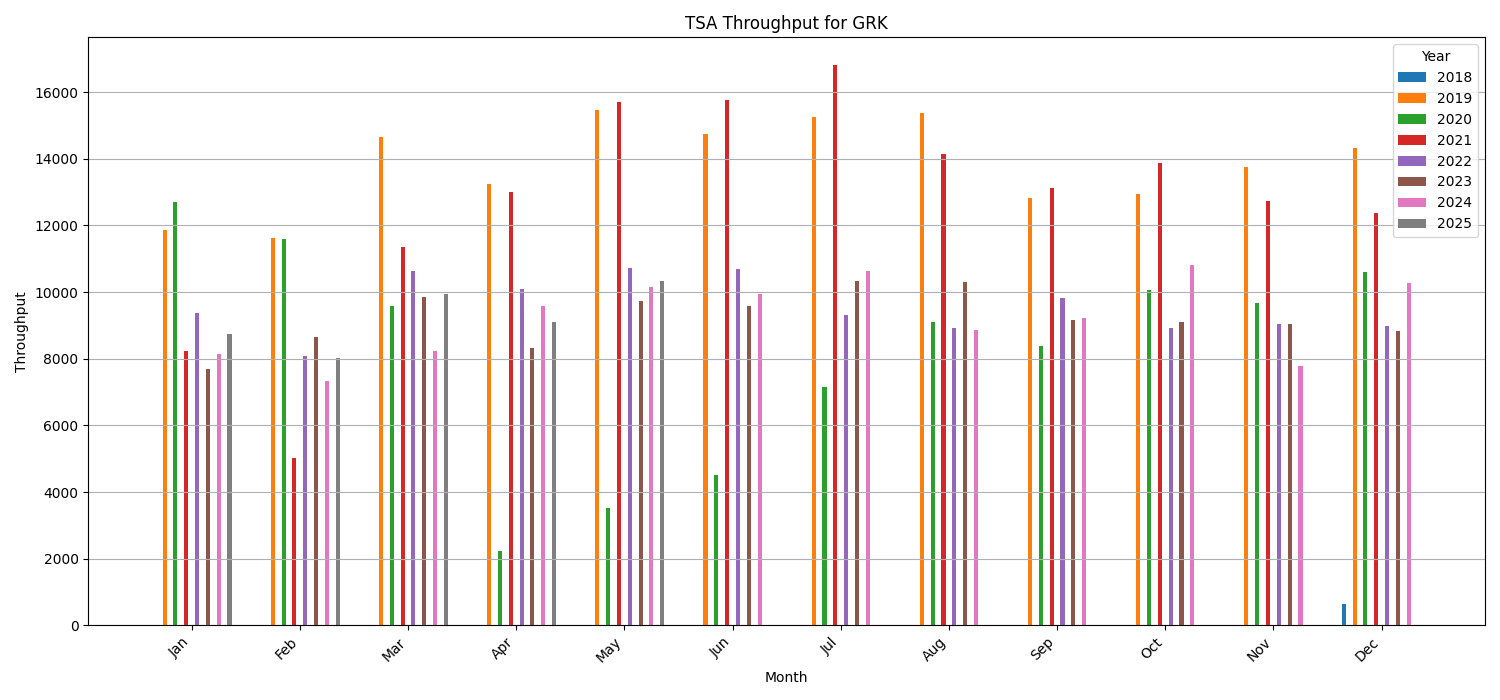 TSA Throughput for GRK
Year
2018
2019
2020
2021
2022
2023
2024
2025
Throughput
16000
14000
12000
10000
8000
6000
4000
2000
0
Jan
Feb
Mar
Apr
May
Jun
Jul
Aug
Sep
Oct
Nov
Dec
Month